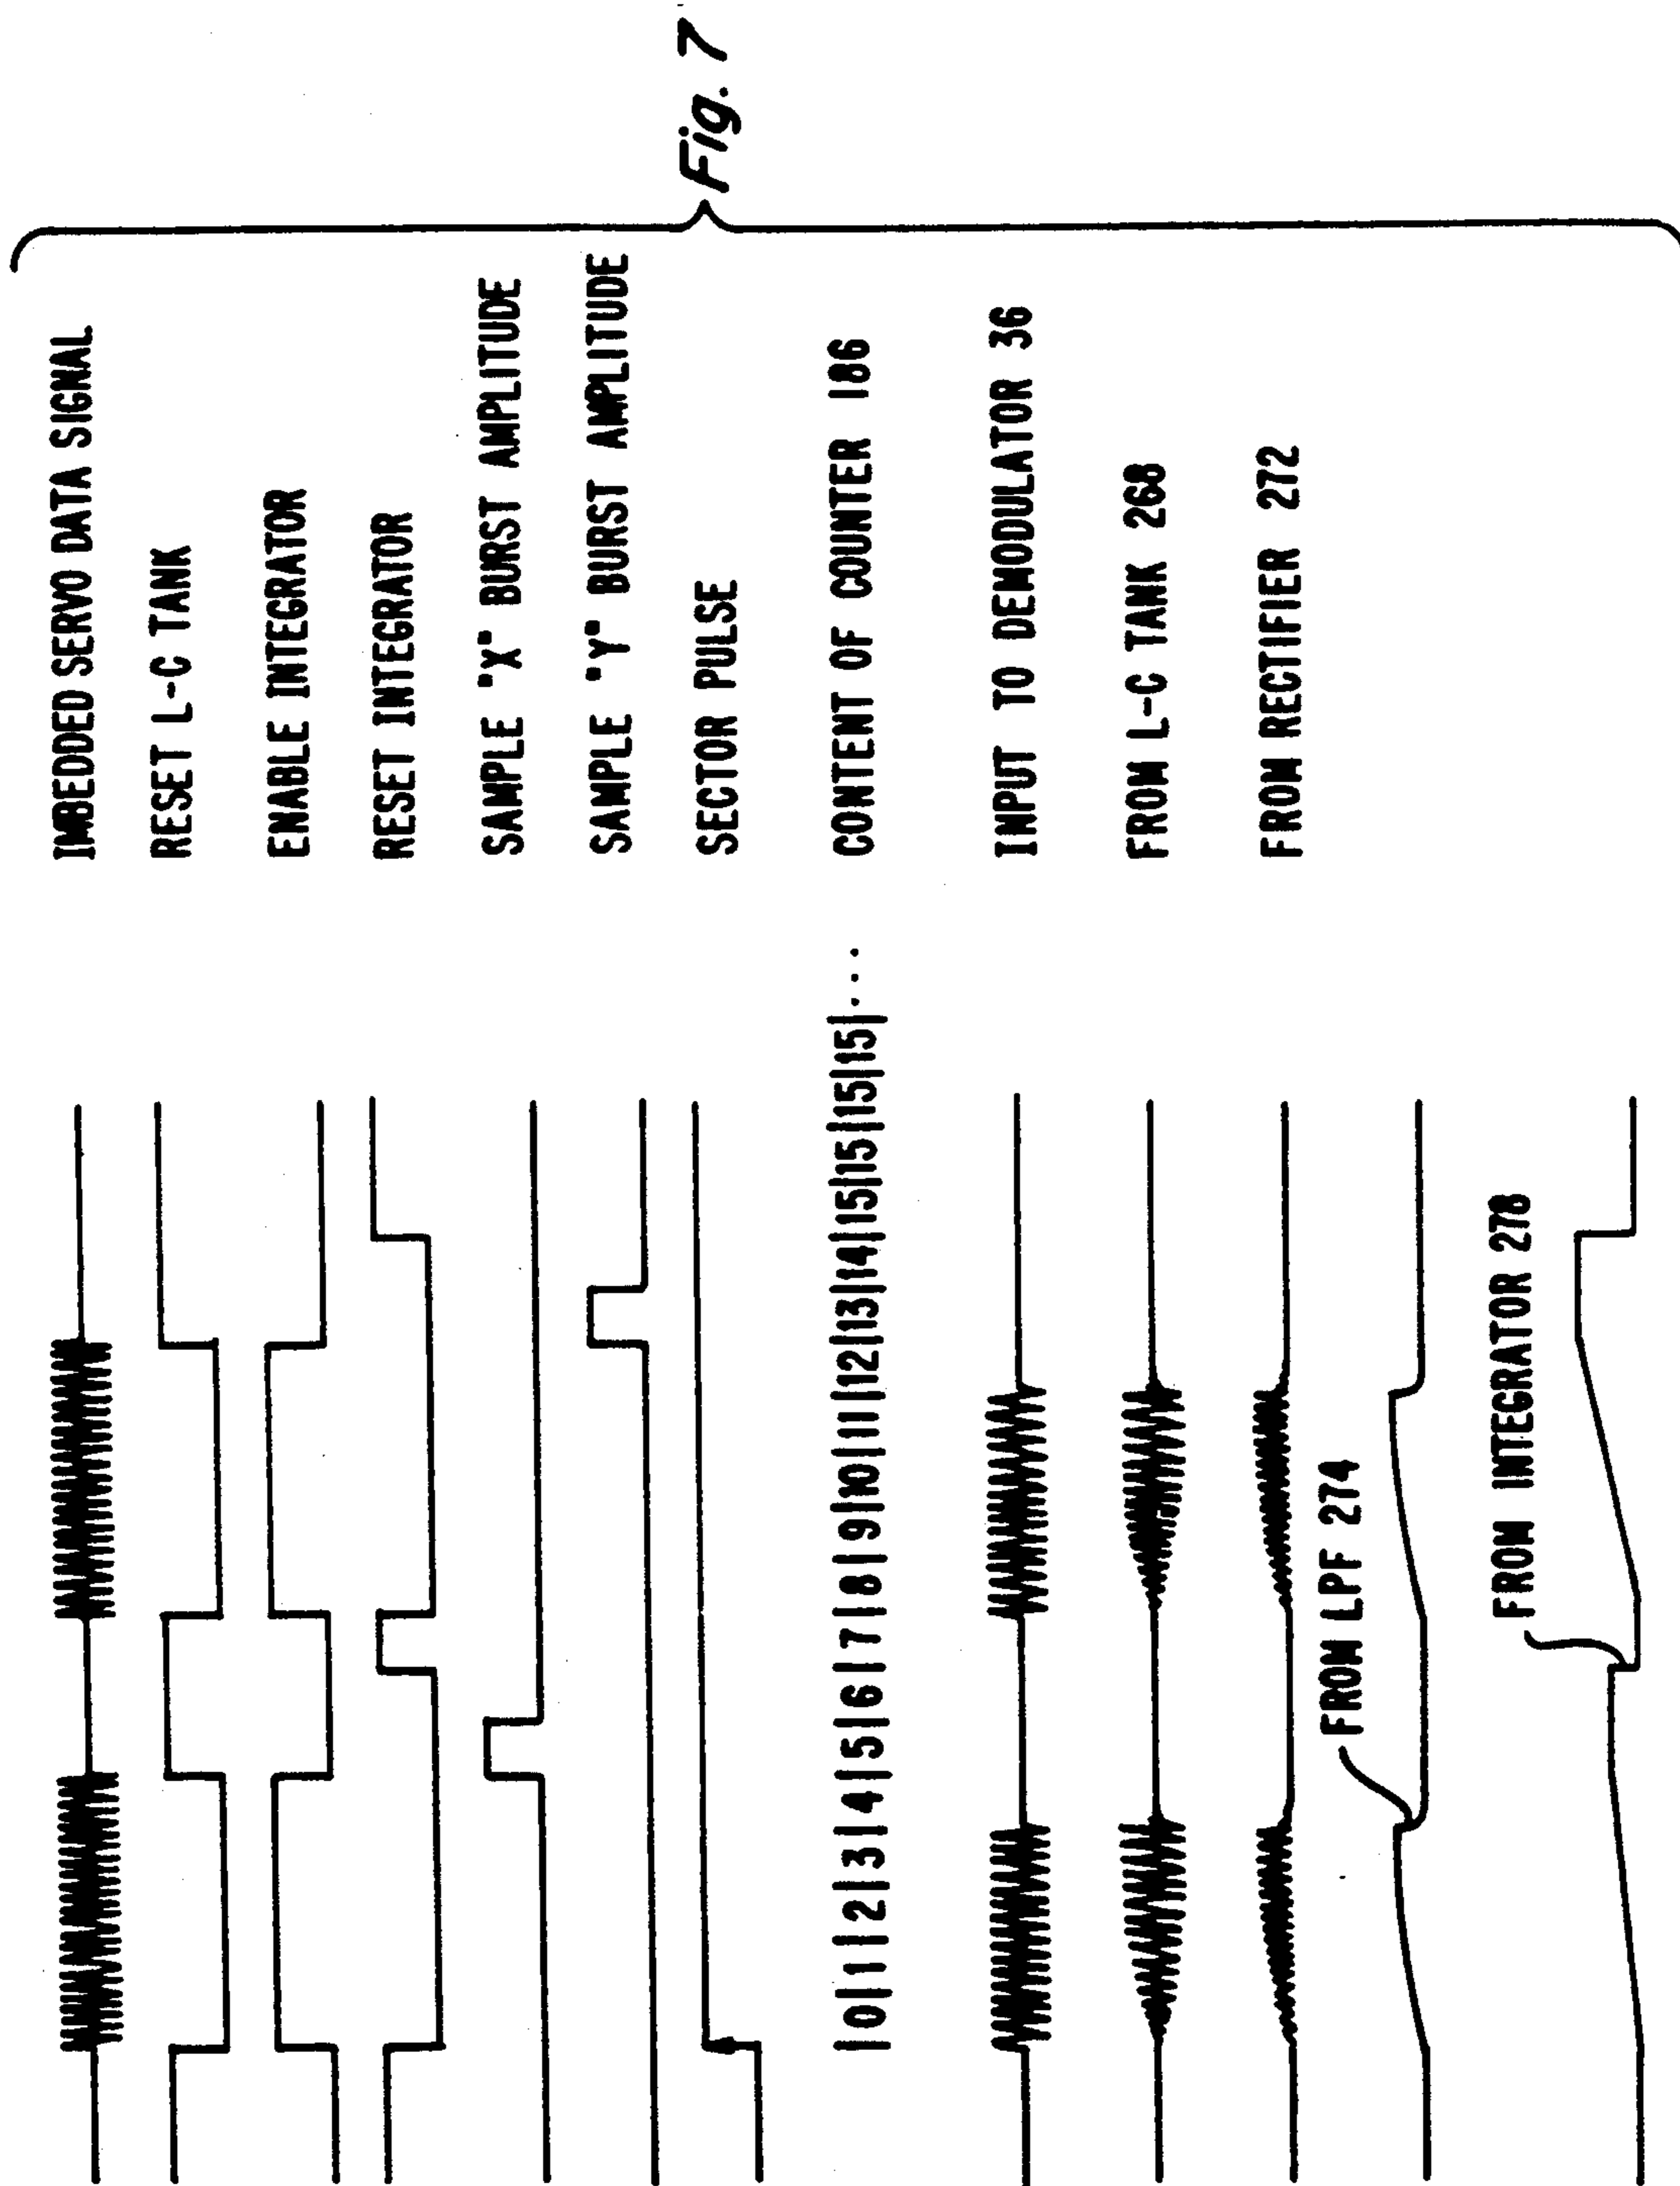 IMBEDDED SERVO DATA SIGNAL
RESET L-C TANK
ENABLE INTEGRATOR
RESET INTEGRATOR
SAMPLE "X" BURST AMPLITUDE
SAMPLE "Y" BURST AMPLITUDE
SECTOR PULSE
|0|1|2|3|4|5|6|7|8|9|10|11|12|13|14|15|15|15|15|...
CONTENT OF COUNTER 186
INPUT TO DEMODULATOR 36
FROM L-C TANK 268
FROM RECTIFIER 272
FROM LPF 274
FROM INTEGRATOR 278
Fig. 7